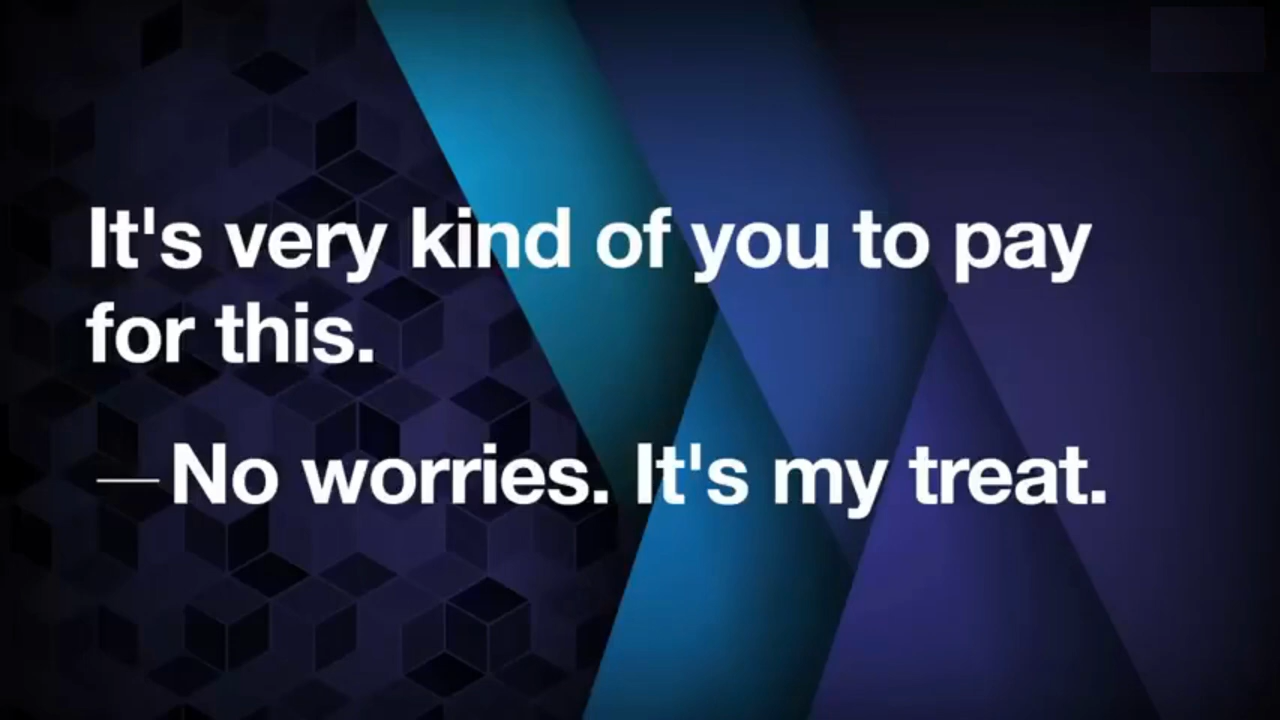 It's very kind of you to pay
for this.
—No worries. It's my treat.